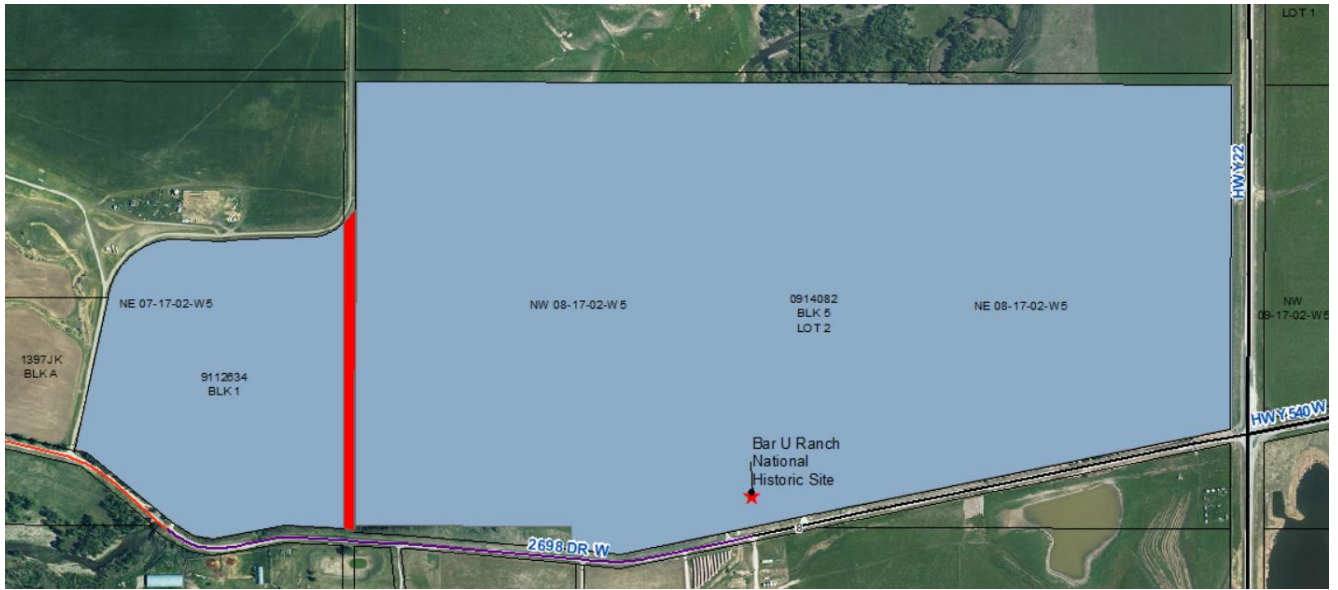 LOT 1
HWY 22
NE 07-17-02-W5
NW 08-17-02-W5
0914082
BLK 5
LOT 2
NE 08-17-02-W5
NW
09-17-02-W5
1397JK
BLK A
9112634
BLK 1
HWY 540 W
Bar U Ranch
National
Historic Site
8
2698 DR W